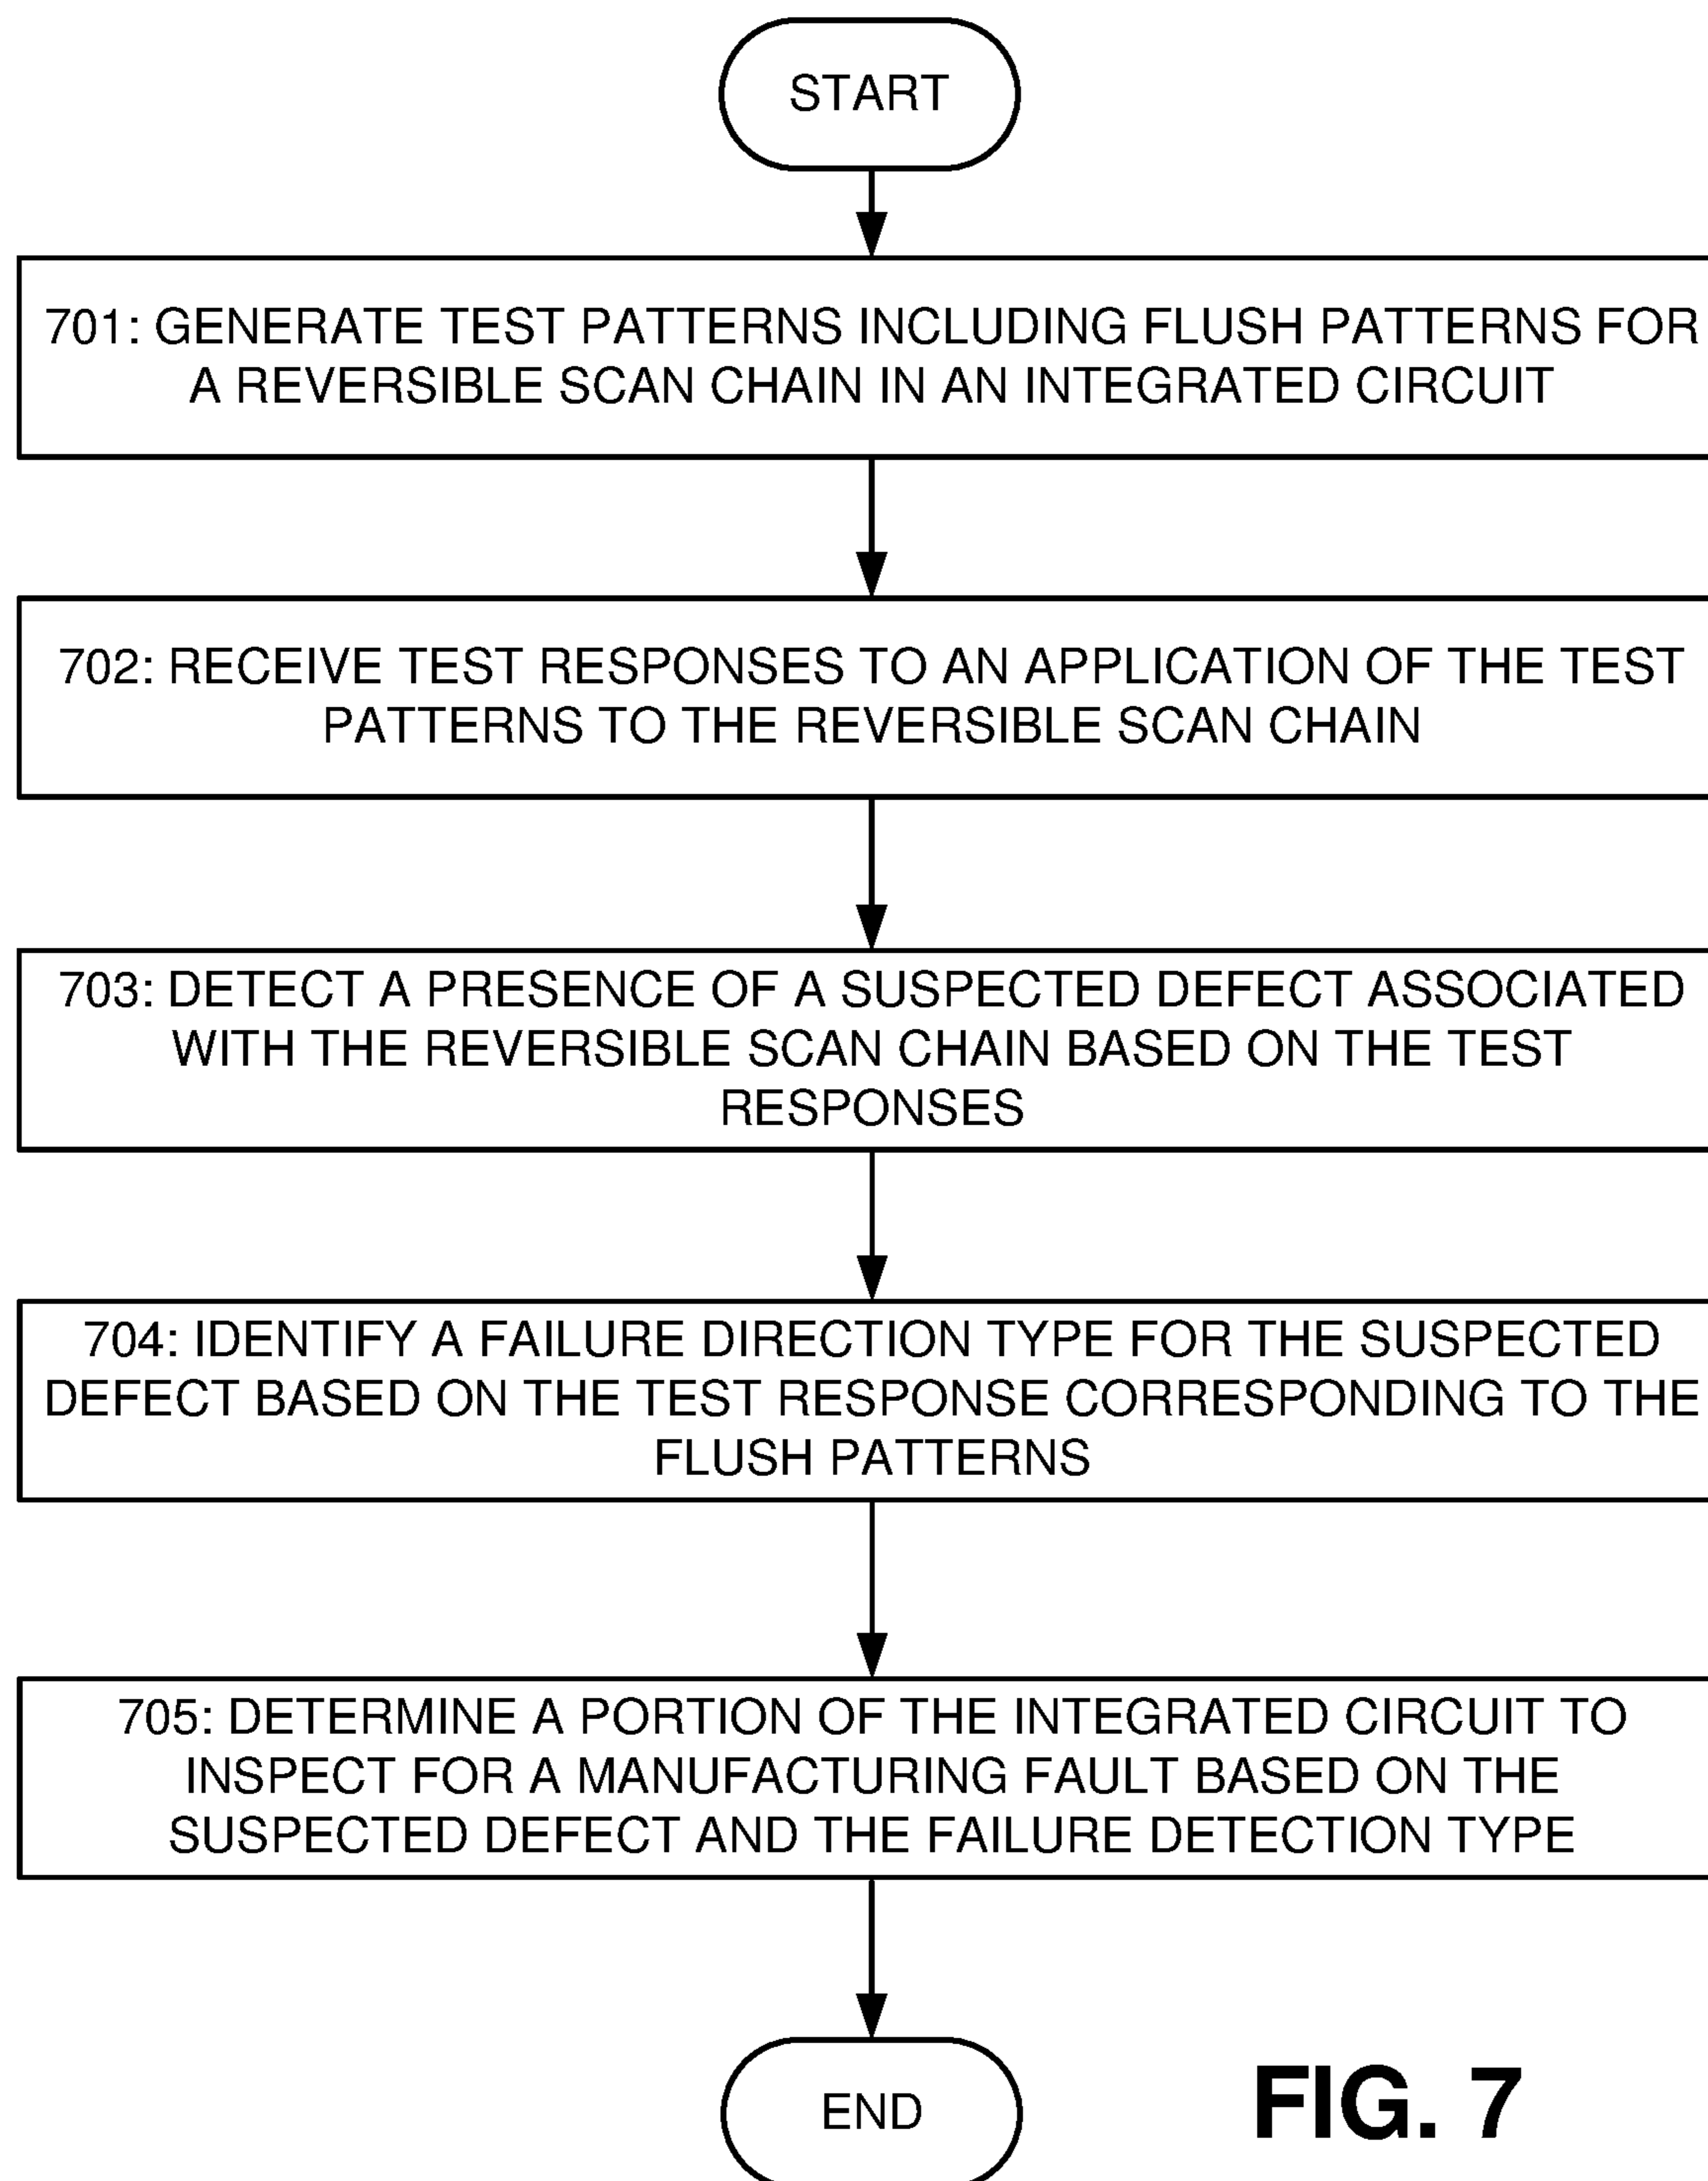 START
701: GENERATE TEST PATTERNS INCLUDING FLUSH PATTERNS FOR
A REVERSIBLE SCAN CHAIN IN AN INTEGRATED CIRCUIT
702: RECEIVE TEST RESPONSES TO AN APPLICATION OF THE TEST
PATTERNS TO THE REVERSIBLE SCAN CHAIN
703: DETECT A PRESENCE OF A SUSPECTED DEFECT ASSOCIATED
WITH THE REVERSIBLE SCAN CHAIN BASED ON THE TEST
RESPONSES
704: IDENTIFY A FAILURE DIRECTION TYPE FOR THE SUSPECTED
DEFECT BASED ON THE TEST RESPONSE CORRESPONDING TO THE
FLUSH PATTERNS
705: DETERMINE A PORTION OF THE INTEGRATED CIRCUIT TO
INSPECT FOR A MANUFACTURING FAULT BASED ON THE
SUSPECTED DEFECT AND THE FAILURE DETECTION TYPE
END
FIG. 7